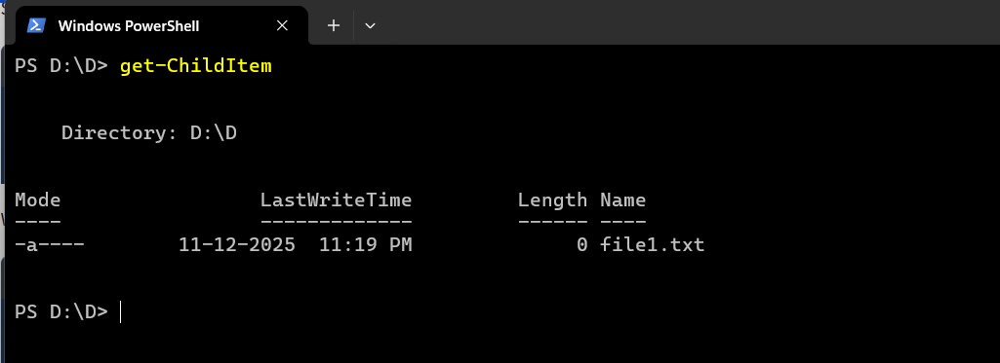 Windows PowerShell
PS D:\D> get-ChildItem
Directory: D:\D
Mode LastWriteTime Length Name
---- ------------- ------ ----
-a---- 11-12-2025 11:19 PM 0 file1.txt
PS D:\D>